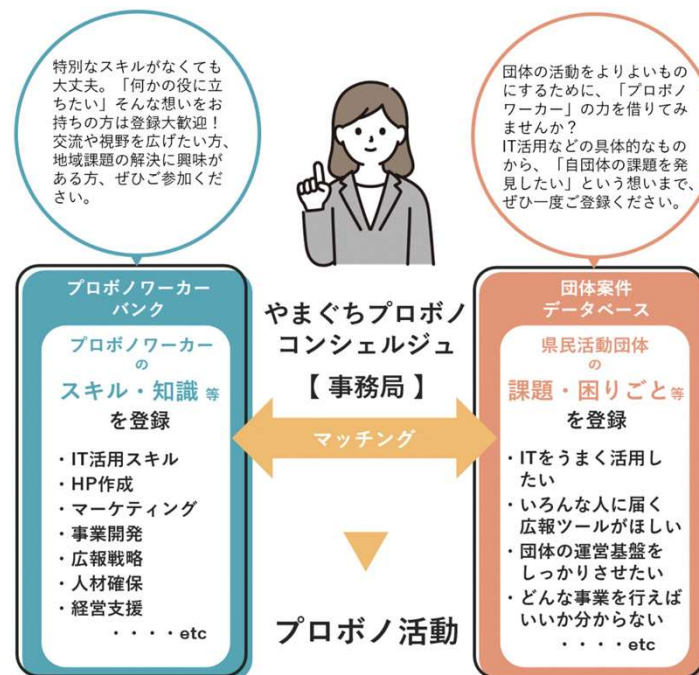 特別なスキルがなくても
大丈夫。「何かの役に立
ちたい」そんな想いをお
持ちの方は登録大歓迎！
交流や視野を広げたい方、
地域課題の解決に興味が
ある方、ぜひご参加くだ
さい。
団体の活動をよりよいもの
にするために、「プロボノ
ワーカー」の力を借りてみ
ませんか？
IT活用などの具体的なもの
から、「自団体の課題を発
見したい」という想いまで、
ぜひ一度ご登録ください。
プロボノワーカー
バンク
プロボノワーカー
の
スキル・知識 等
を登録
・IT活用スキル
・HP作成
・マーケティング
・事業開発
・広報戦略
・人材確保
・経営支援
・・・・etc
やまぐちプロボノ
コンシェルジュ
【 事務局 】
マッチング
プロボノ活動
団体案件
データベース
県民活動団体
の
課題・困りごと等
を登録
・ITをうまく活用し
たい
・いろんな人に届く
広報ツールがほしい
・団体の運営基盤を
しっかりさせたい
・どんな事業を行えば
いいか分からない
・・・・etc